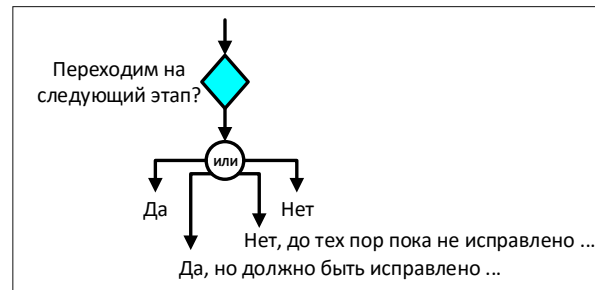 Переходим на
следующий этап?
или
Да
Нет
Нет, до тех пор пока не исправлено ...
Да, но должно быть исправлено ...